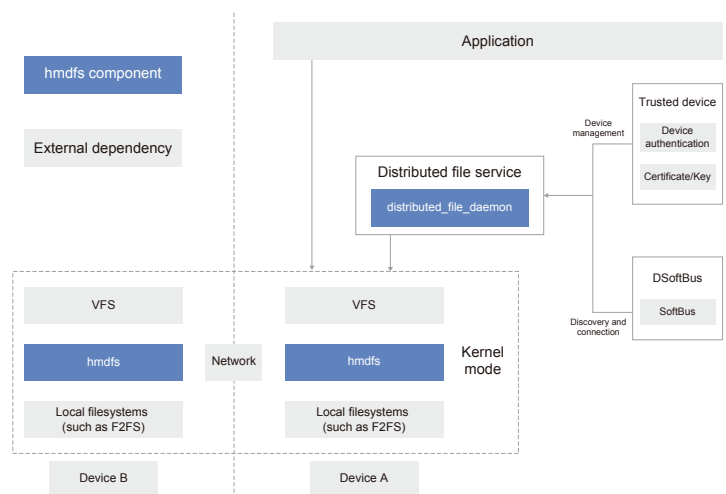 Application
hmdfs component
External dependency
Trusted device
Device
authentication
Certificate/Key
Device
management
Distributed file service
distributed_file_daemon
DSoftBus
SoftBus
Discovery and
connection
VFS
VFS
hmdfs
Network
hmdfs
Kernel
mode
Local filesystems
(such as F2FS)
Local filesystems
(such as F2FS)
Device B
Device A